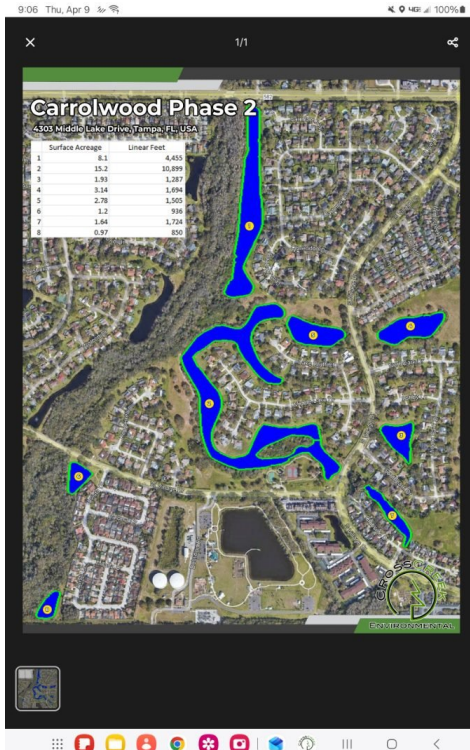 9:06 Thu, Apr 9
100%
1/1
Carrolwood Phase 2
4303 Middle Lake Drive, Tampa, FL, USA
Surface Acreage Linear Feet
1 8.1 4,455
2 15.2 10,899
3 1.93 1,287
4 3.14 1,694
5 2.78 1,505
6 1.2 936
7 1.64 1,724
8 0.97 850
CROSSCREEK
ENVIRONMENTAL